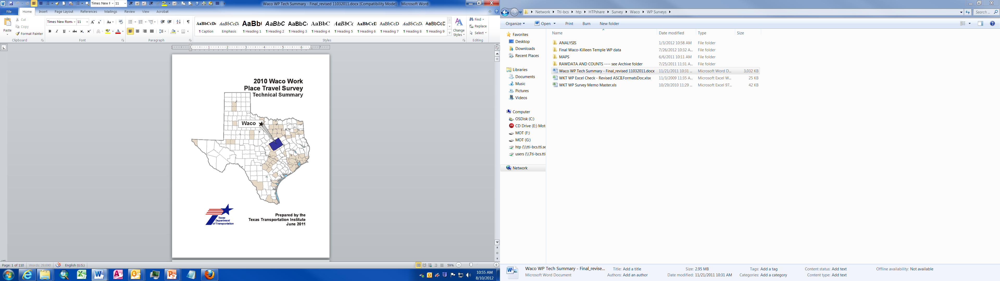 Times New F 11
Waco WP Tech Summary - Final_revised 11032011.docx [Compatibility Mode] - Microsoft Word
File Home Insert Page Layout References Mailings Review View Acrobat
Paste
Cut
Copy
Format Painter
Clipboard
Times New Rom 11
Font
Paragraph
AaBbCcDc AaBbCcD AaBb( AaBbC AaBbC AaBbC AaBbCc AaBbCcD AaBbCcD AaBbCcD AaBbCcD
¶ Caption Emphasis ¶ Heading 1 ¶ Heading 2 ¶ Heading 3 ¶ Heading 4 ¶ Heading 5 ¶ Heading 6 ¶ Heading 7 ¶ Heading 8 ¶ Heading 9
Styles
Change
Styles
Find
Replace
Select
Editing
1 1 2 3 4 5 6 7
2010 Waco Work
Place Travel Survey
Technical Summary
Waco
Texas
Department
of Transportation
Prepared by the
Texas Transportation Institute
June 2011
Page: 1 of 110 Words: 29,690 English (U.S.) 59%
10:55 AM
8/10/2012
Network Tti-bcs htp HTPshare Survey Waco WP Surveys Search ...
Organize Open Print Burn New folder
Favorites
Desktop
Downloads
Recent Places
Libraries
Documents
Music
Pictures
Videos
Computer
OSDisk (C:)
CD Drive (E:) Mot
MOT (F:)
MOT (G:)
htp (\\tti-bcs.tti.se
users (\\Tti-bcs.tti
Network
Name Date modified Type Size
ANALYSIS 1/3/2012 10:58 AM File folder
Final Waco-Killeen Temple WP data 7/26/2012 10:32 A... File folder
MAPS 6/6/2011 10:11 AM File folder
RAWDATA AND COUNTS ---- see Archive folder 7/25/2011 11:31 A... File folder
Waco WP Tech Summary - Final_revised 11032011.docx 11/21/2011 10:31 ... Microsoft Word D... 3,032 KB
WKT WP Excel Check - Revised ASCII.FormatsDoc.xlsx 11/3/2009 11:35 A... Microsoft Excel W... 25 KB
WKT WP Survey Memo Master.xls 10/29/2010 11:29 ... Microsoft Excel 97... 42 KB
Waco WP Tech Summary - Final_revise... Title: Add a title Size: 2.95 MB Tags: Add a tag Content status: Add text Offline availability: Not available
Microsoft Word Document Authors: Add an author Date modified: 11/21/2011 10:31 AM Categories: Add a category Content type: Add text